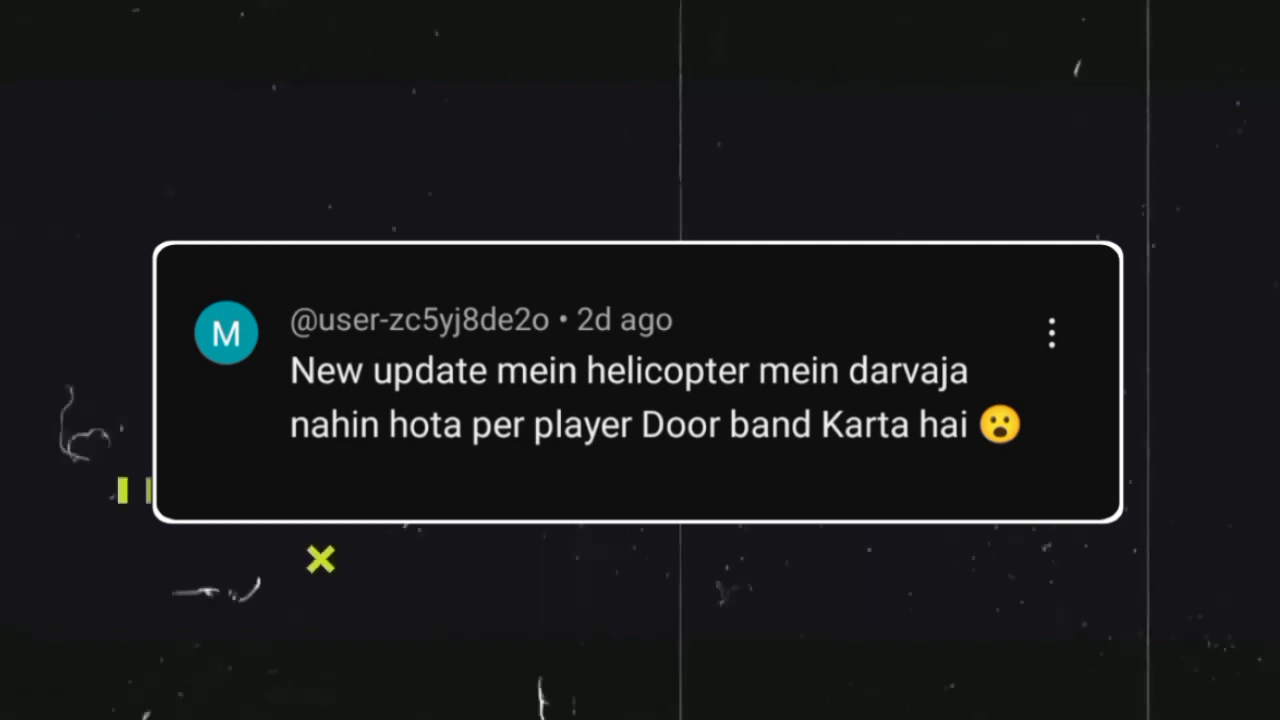 M
@user-zc5yj8de2o • 2d ago
New update mein helicopter mein darvaja
nahin hota per player Door band Karta hai 😮